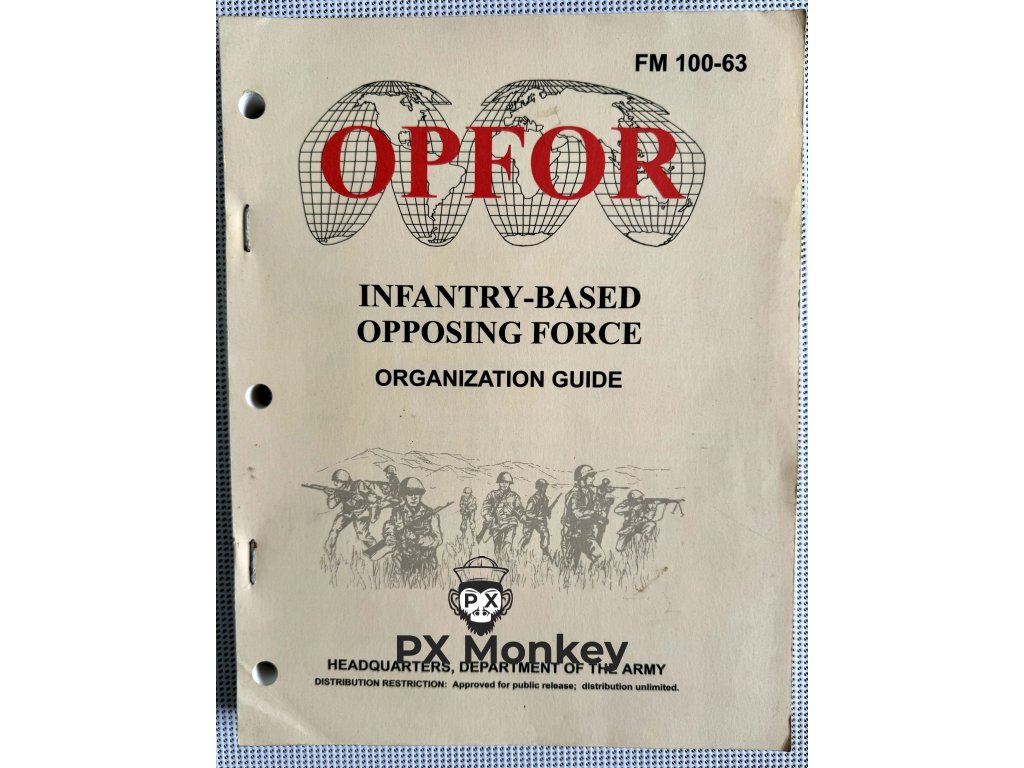 FM 100-63
OPFOR
INFANTRY-BASED
OPPOSING FORCE
ORGANIZATION GUIDE
PX
PX Monkey
HEADQUARTERS, DEPARTMENT OF THE ARMY
DISTRIBUTION RESTRICTION: Approved for public release; distribution unlimited.